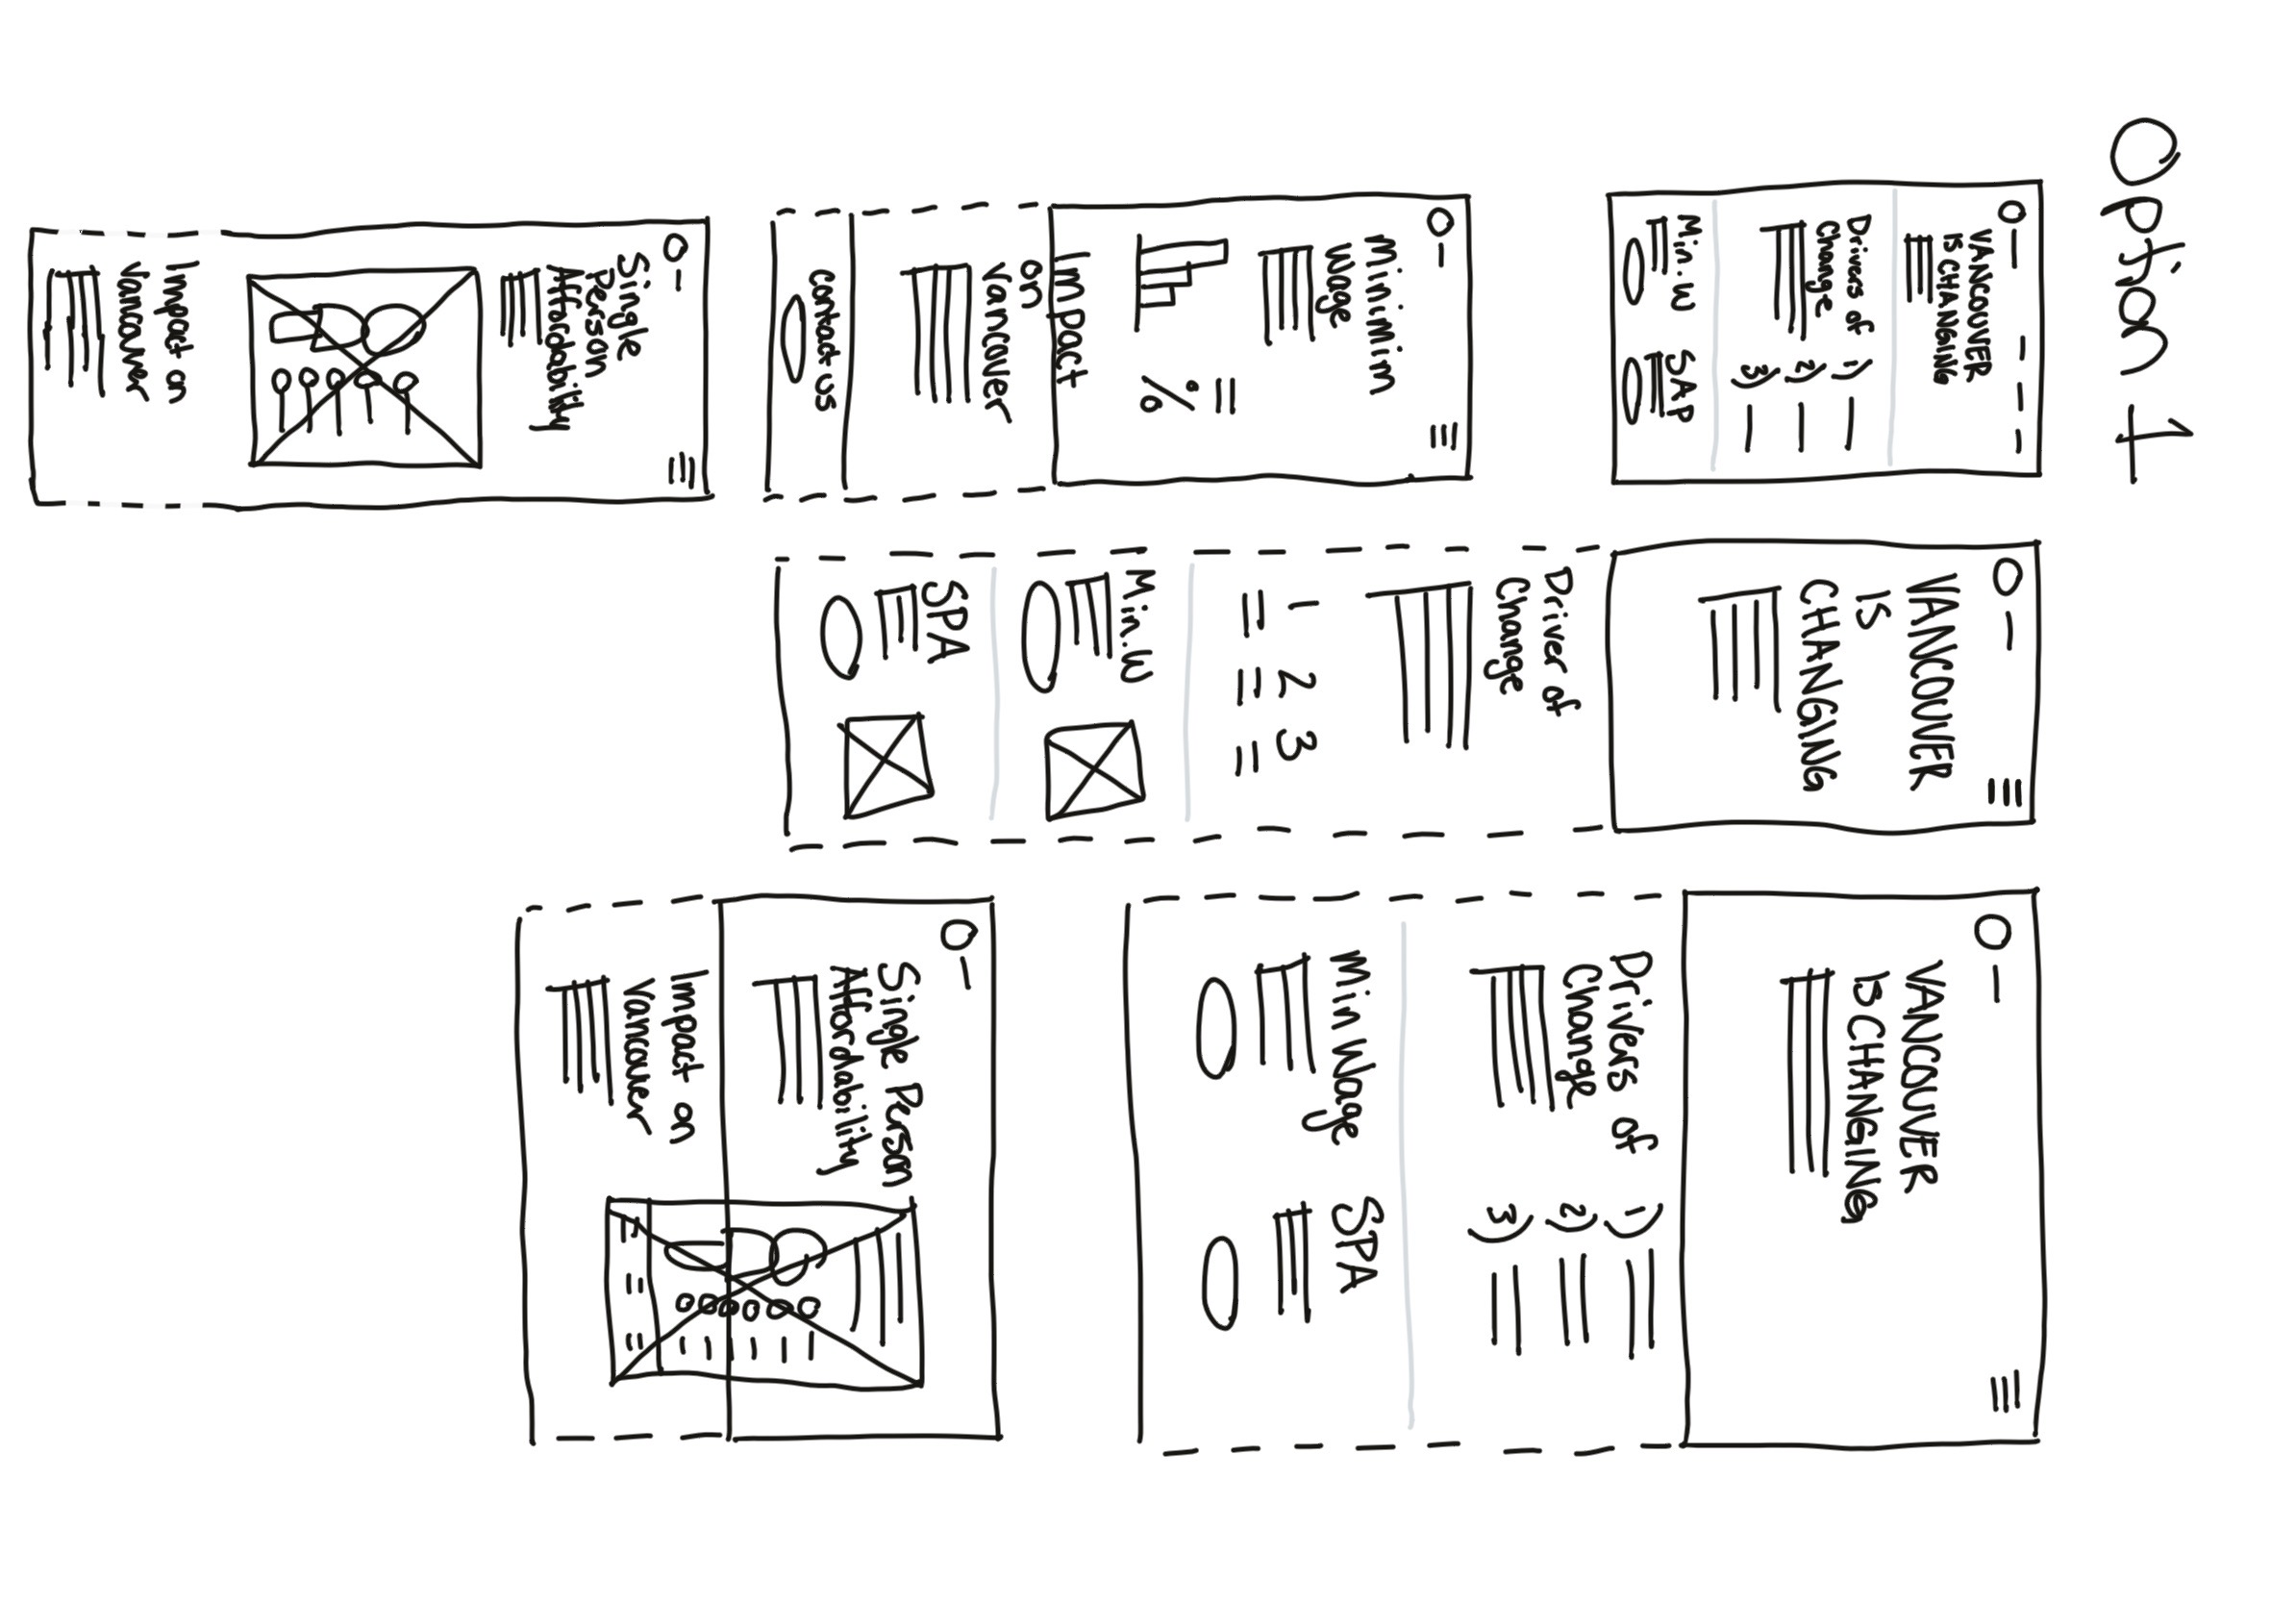 Option 1
VANCOUVER
IS CHANGING
Drivers of
Change
1)
2)
3)
Min. W
SAP
Minimim
Wage
%
Impact
on
Vancouver
contact us
Single
Person
Affordability
Impact on
Vancouver
VANCOUVER
IS
CHANGING
Driver of
Change
1 2 3
Min. W
SPA
VANCOUVER
IS CHANGING
Drivers of
Change
1)
2)
3)
Min Wage
SPA
Single Person
Affordability
Impact on
Vancouver